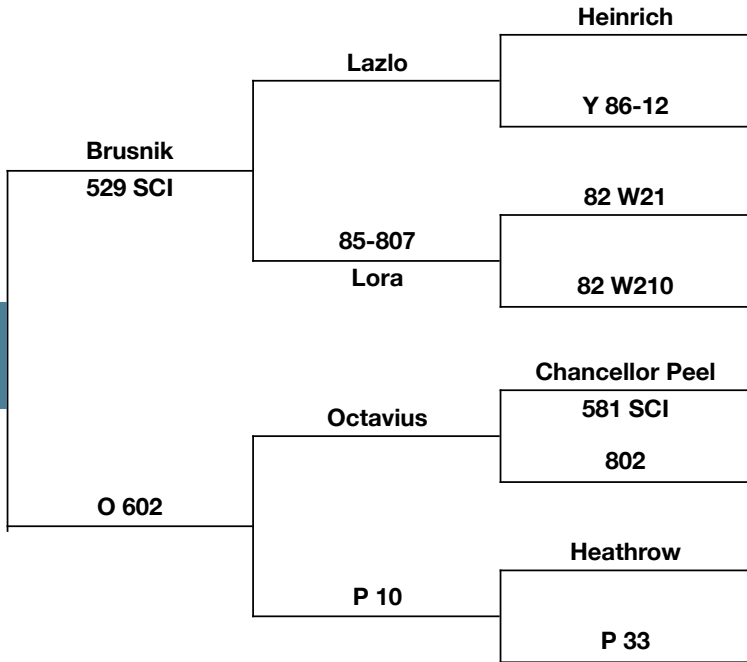 Heinrich
Lazlo
Y 86-12
Brusnik
529 SCI
82 W21
85-807
Lora
82 W210
Chancellor Peel
581 SCI
Octavius
802
O 602
Heathrow
P 10
P 33